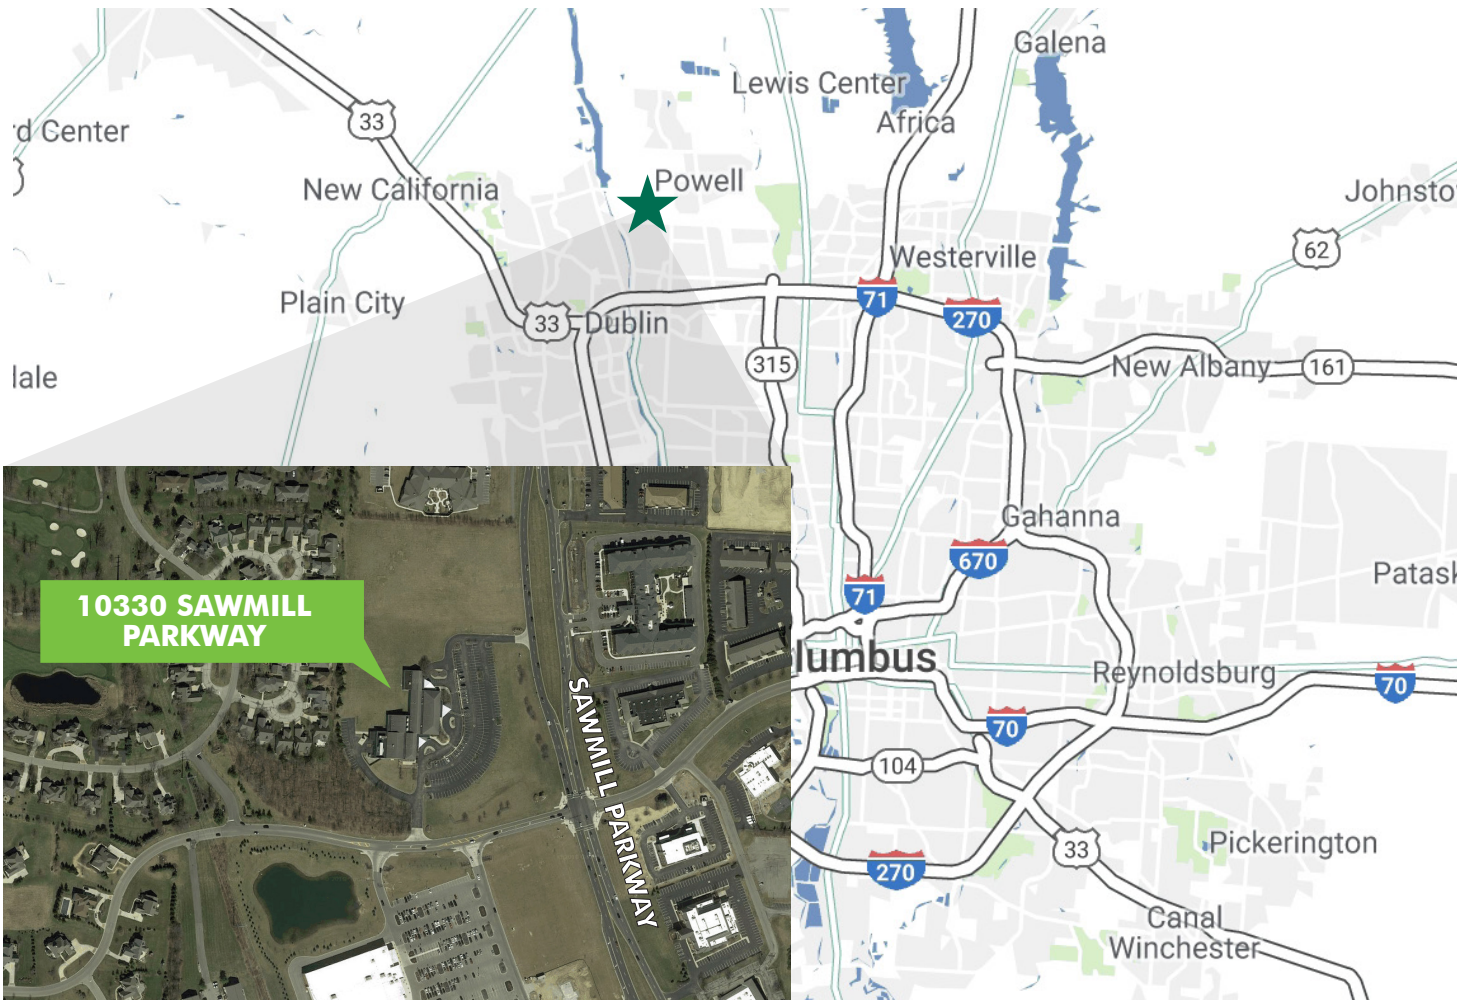 Galena
Lewis Center
Africa
33
d Center
Powell
New California
Johnsto
62
Westerville
Plain City
71
270
33
Dublin
315
New Albany
161
lale
Gahanna
670
Patask
71
10330 SAWMILL
PARKWAY
lumbus
Reynoldsburg
70
SAWMILL PARKWAY
70
104
33
Pickerington
270
Canal
Winchester